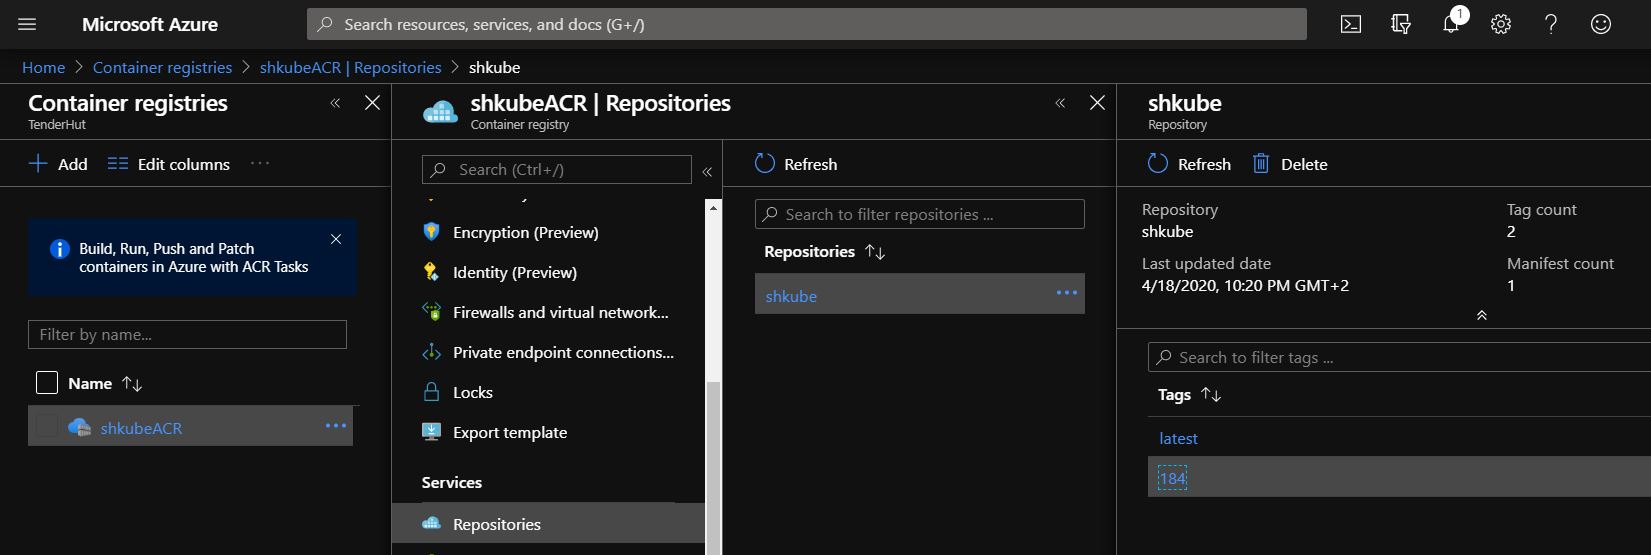 Microsoft Azure
Search resources, services, and docs (G+/)
1
Home > Container registries > shkubeACR | Repositories > shkube
Container registries
TenderHut
Add
Edit columns
Build, Run, Push and Patch
containers in Azure with ACR Tasks
Filter by name...
Name
shkubeACR
shkubeACR | Repositories
Container registry
Search (Ctrl+/)
Encryption (Preview)
Identity (Preview)
Firewalls and virtual network...
Private endpoint connections...
Locks
Export template
Services
Repositories
Refresh
Search to filter repositories ...
Repositories
shkube
shkube
Repository
Refresh
Delete
Repository
shkube
Tag count
2
Last updated date
4/18/2020, 10:20 PM GMT+2
Manifest count
1
Search to filter tags ...
Tags
latest
184